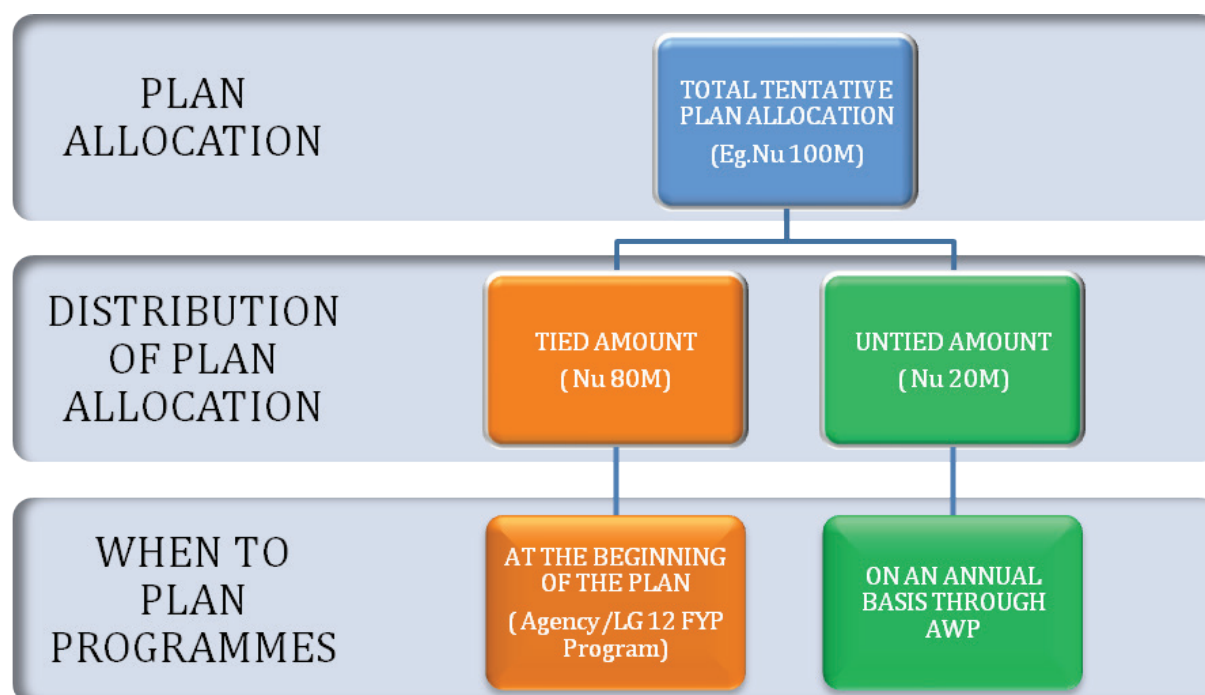 PLAN
ALLOCATION
TOTAL TENTATIVE
PLAN ALLOCATION
(Eg.Nu 100M)
DISTRIBUTION
OF PLAN
ALLOCATION
TIED AMOUNT
( Nu 80M)
UNTIED AMOUNT
( Nu 20M)
WHEN TO
PLAN
PROGRAMMES
AT THE BEGINNING
OF THE PLAN
( Agency/LG 12 FYP
Program)
ON AN ANNUAL
BASIS THROUGH
AWP